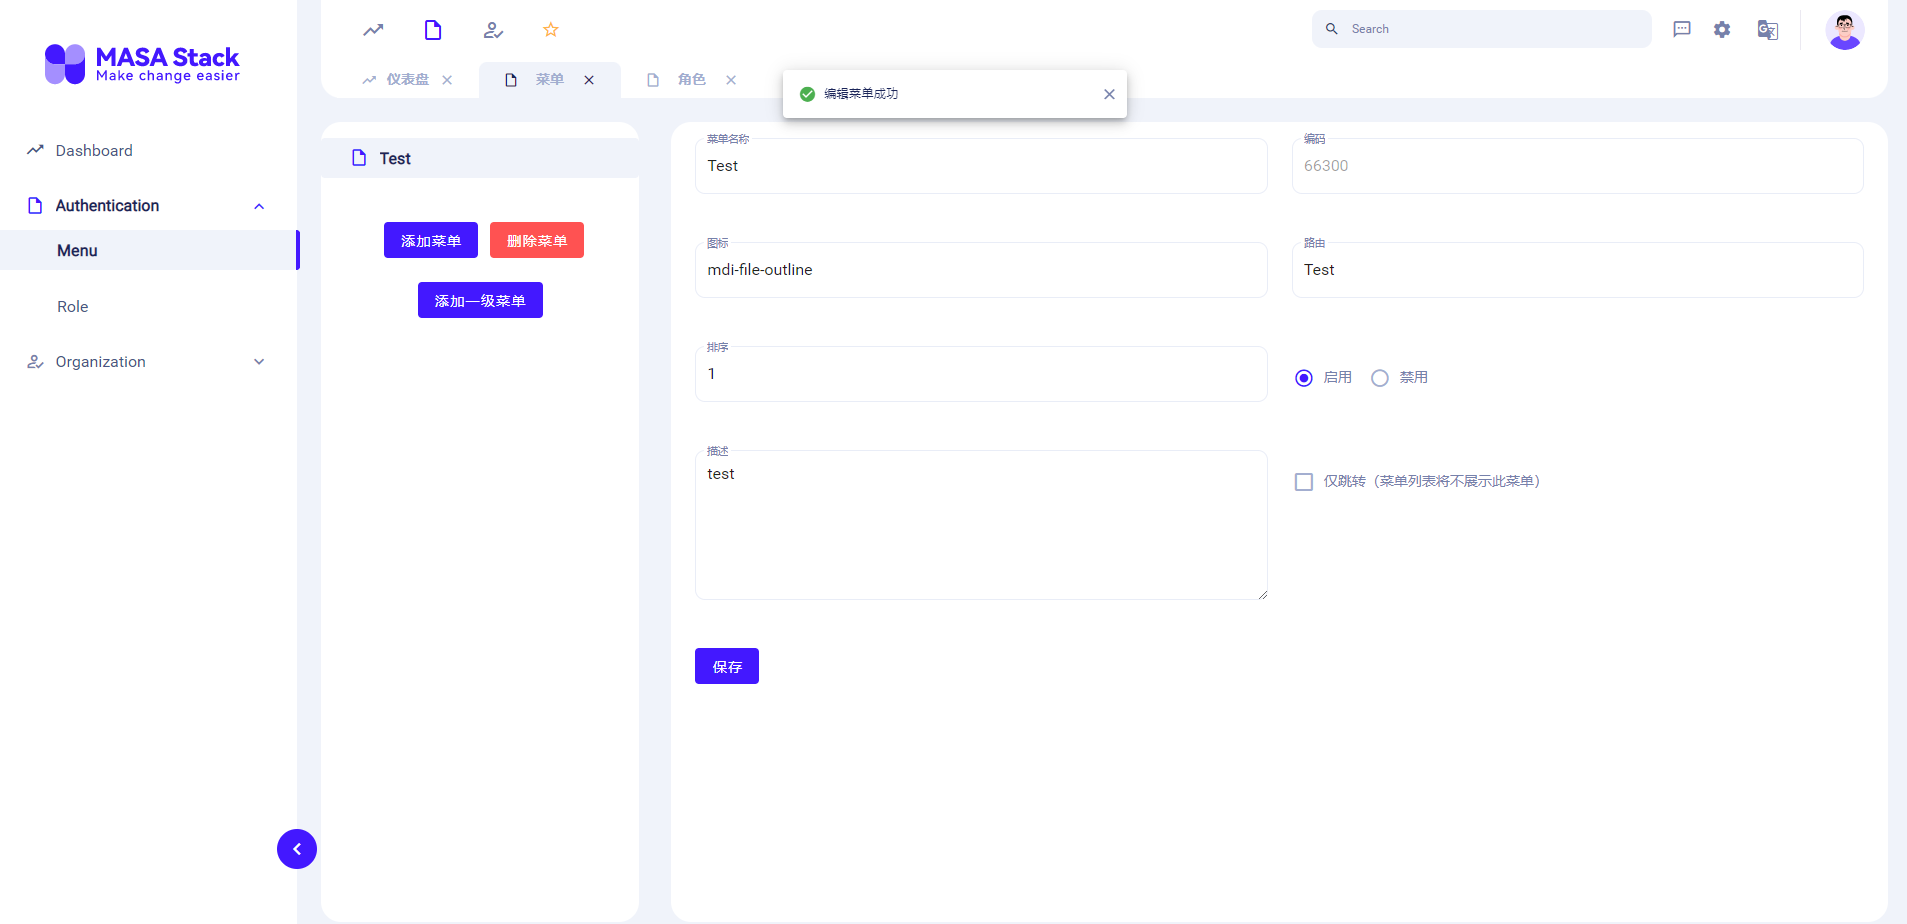 MASA Stack
Make change easier
Dashboard
Authentication
Menu
Role
Organization
Search
仪表盘
菜单
角色
编辑菜单成功
Test
添加菜单
删除菜单
添加一级菜单
菜单名称
Test
编码
66300
图标
mdi-file-outline
路由
Test
排序
1
启用
禁用
描述
test
仅跳转（菜单列表将不展示此菜单）
保存